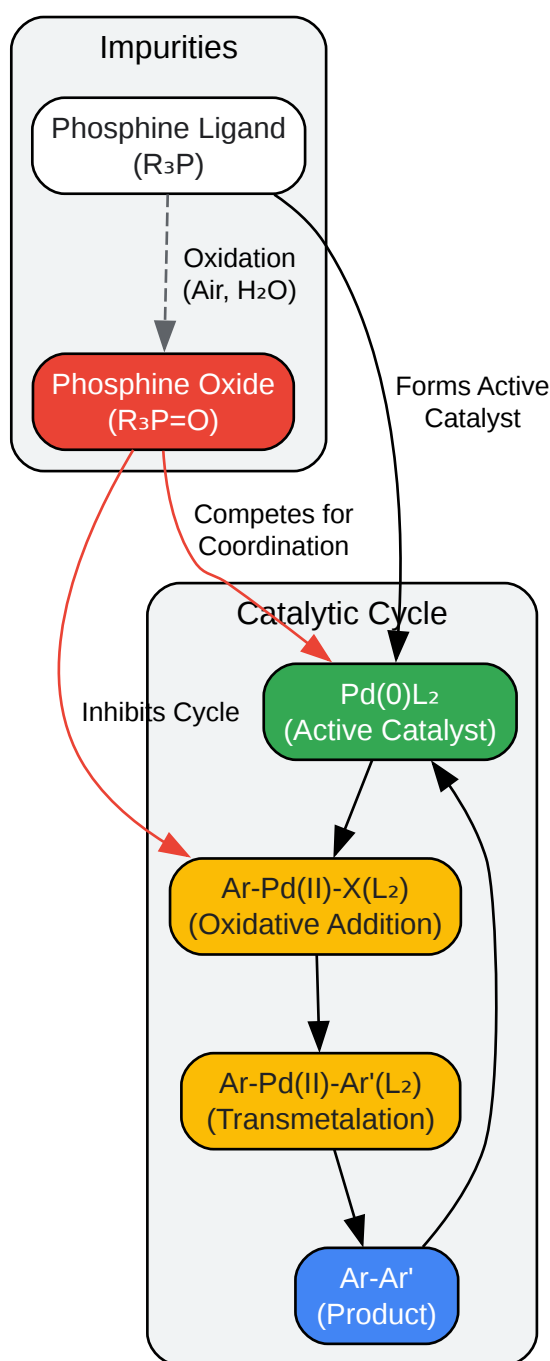 Impurities
Phosphine Ligand
(R₃P)
Oxidation
(Air, H₂O)
Phosphine Oxide
(R₃P=O)
Forms Active
Catalyst
Competes for
Coordination
Catalytic Cycle
Pd(0)L₂
(Active Catalyst)
Inhibits Cycle
Ar-Pd(II)-X(L₂)
(Oxidative Addition)
Ar-Pd(II)-Ar'(L₂)
(Transmetalation)
Ar-Ar'
(Product)